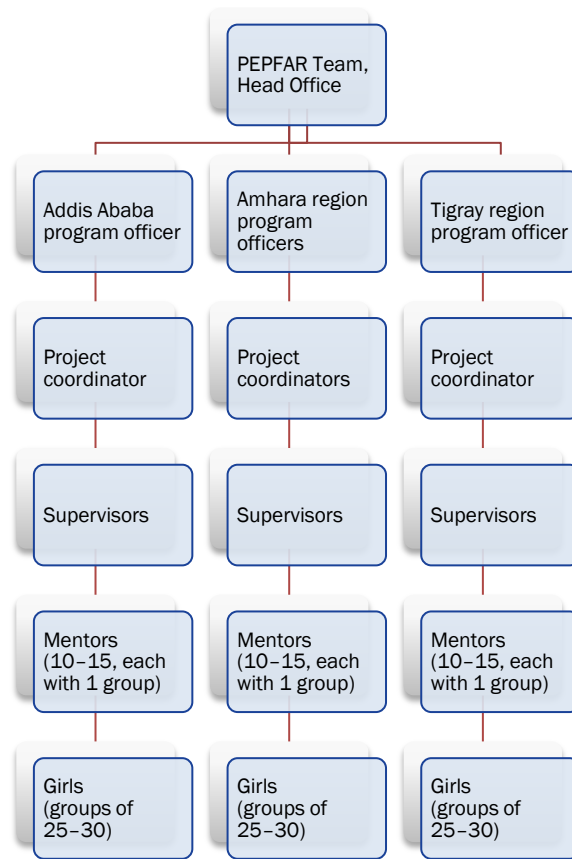 PEPFAR Team,
Head Office
Addis Ababa
program officer
Amhara region
program
officers
Tigray region
program officer
Project
coordinator
Project
coordinators
Project
coordinator
Supervisors
Supervisors
Supervisors
Mentors
(10–15, each
with 1 group)
Mentors
(10–15, each
with 1 group)
Mentors
(10–15, each
with 1 group)
Girls
(groups of
25–30)
Girls
(groups of
25–30)
Girls
(groups of
25–30)